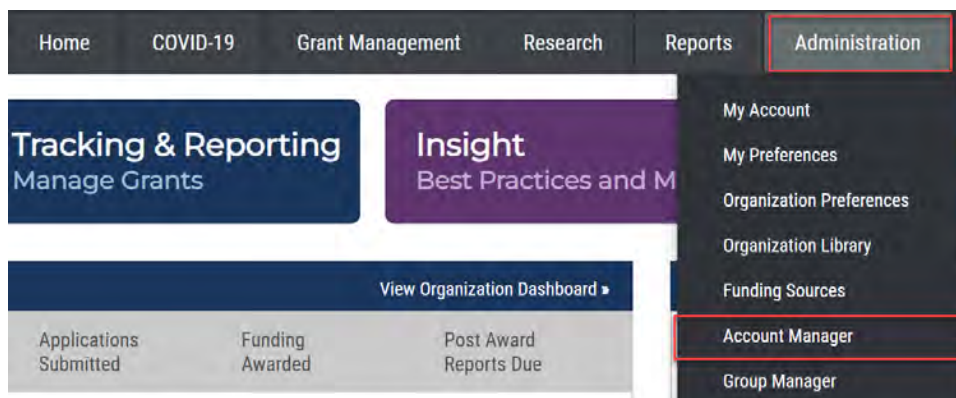 Home COVID-19 Grant Management Research Reports Administration
Tracking & Reporting
Manage Grants
Insight
Best Practices and M
My Account
My Preferences
Organization Preferences
Organization Library
Funding Sources
Account Manager
Group Manager
View Organization Dashboard »
Applications
Submitted
Funding
Awarded
Post Award
Reports Due